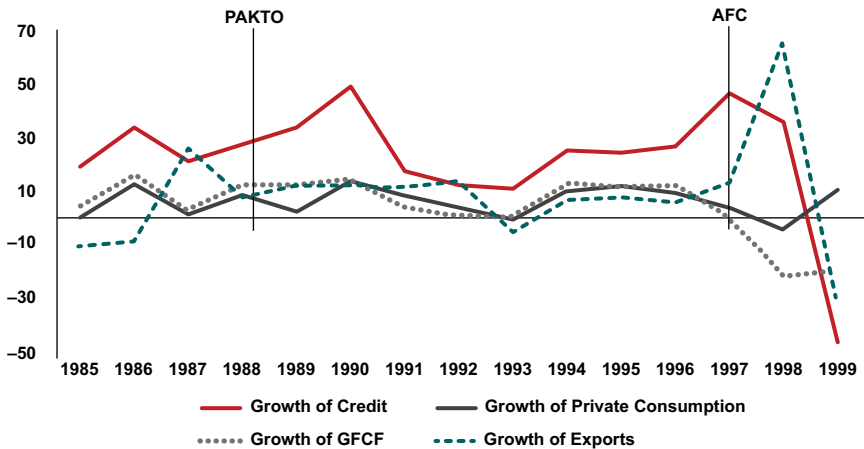 PAKTO AFC
70
50
30
10
–10
–30
–50
1985 1986 1987 1988 1989 1990 1991 1992 1993 1994 1995 1996 1997 1998 1999
Growth of Credit Growth of Private Consumption
Growth of GFCF Growth of Exports